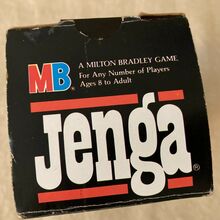 MB
A MILTON BRADLEY GAME
For Any Number of Players
Ages 8 to Adult
Jenga®